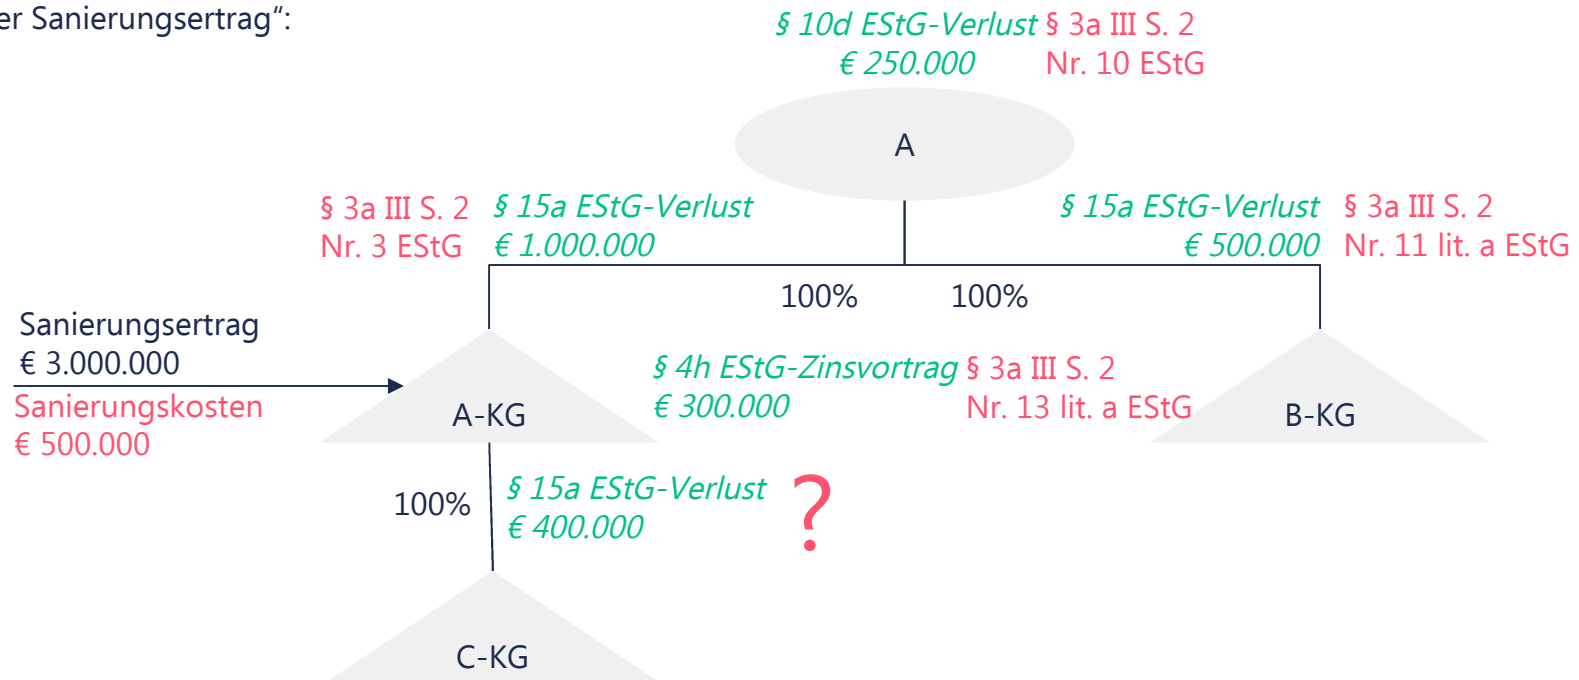 er Sanierungsertrag“:
§ 10d EStG-Verlust § 3a III S. 2
€ 250.000 Nr. 10 EStG
A
§ 3a III S. 2 § 15a EStG-Verlust
Nr. 3 EStG € 1.000.000
§ 15a EStG-Verlust § 3a III S. 2
€ 500.000 Nr. 11 lit. a EStG
100% 100%
Sanierungsertrag
€ 3.000.000
Sanierungskosten
€ 500.000
§ 4h EStG-Zinsvortrag § 3a III S. 2
€ 300.000 Nr. 13 lit. a EStG
A-KG
B-KG
100%
§ 15a EStG-Verlust
€ 400.000
?
C-KG